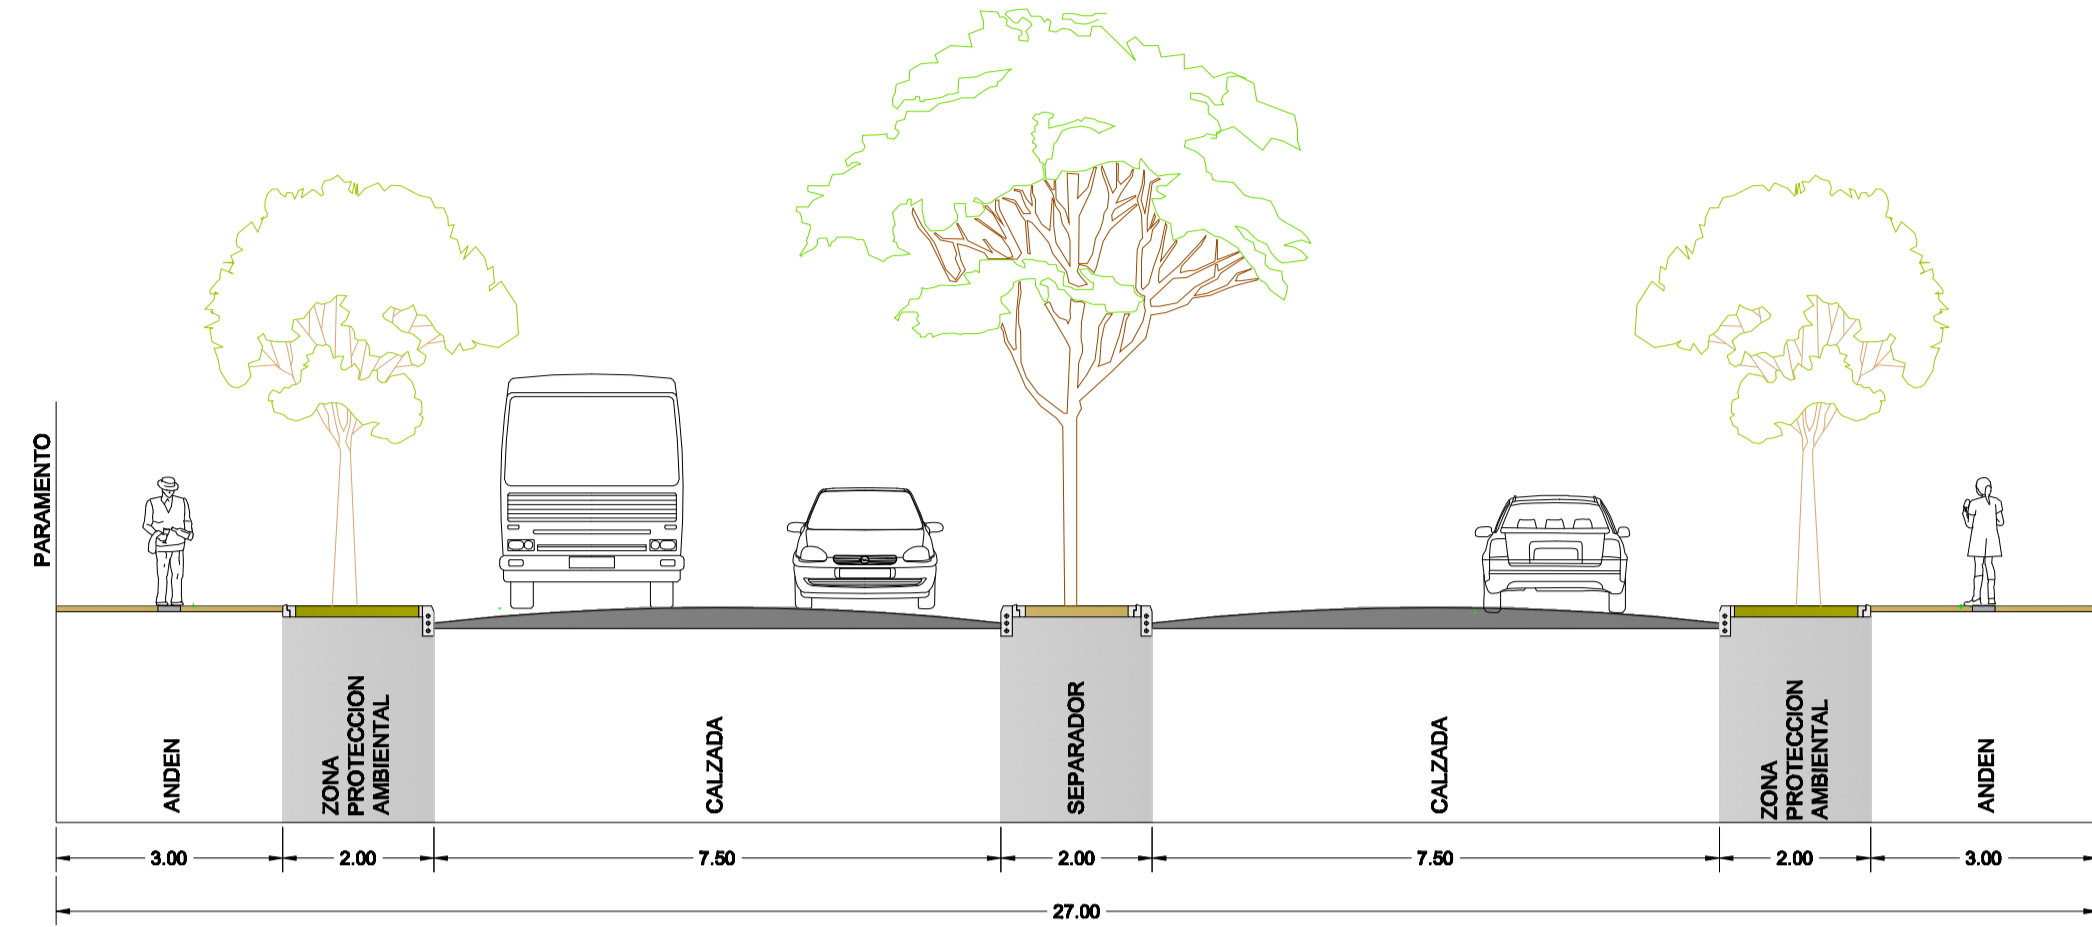 PARAMENTO
ANDEN
ZONA
PROTECCION
AMBIENTAL
CALZADA
SEPARADOR
CALZADA
ZONA
PROTECCION
AMBIENTAL
ANDEN
3.00
2.00
7.50
2.00
7.50
2.00
3.00
27.00